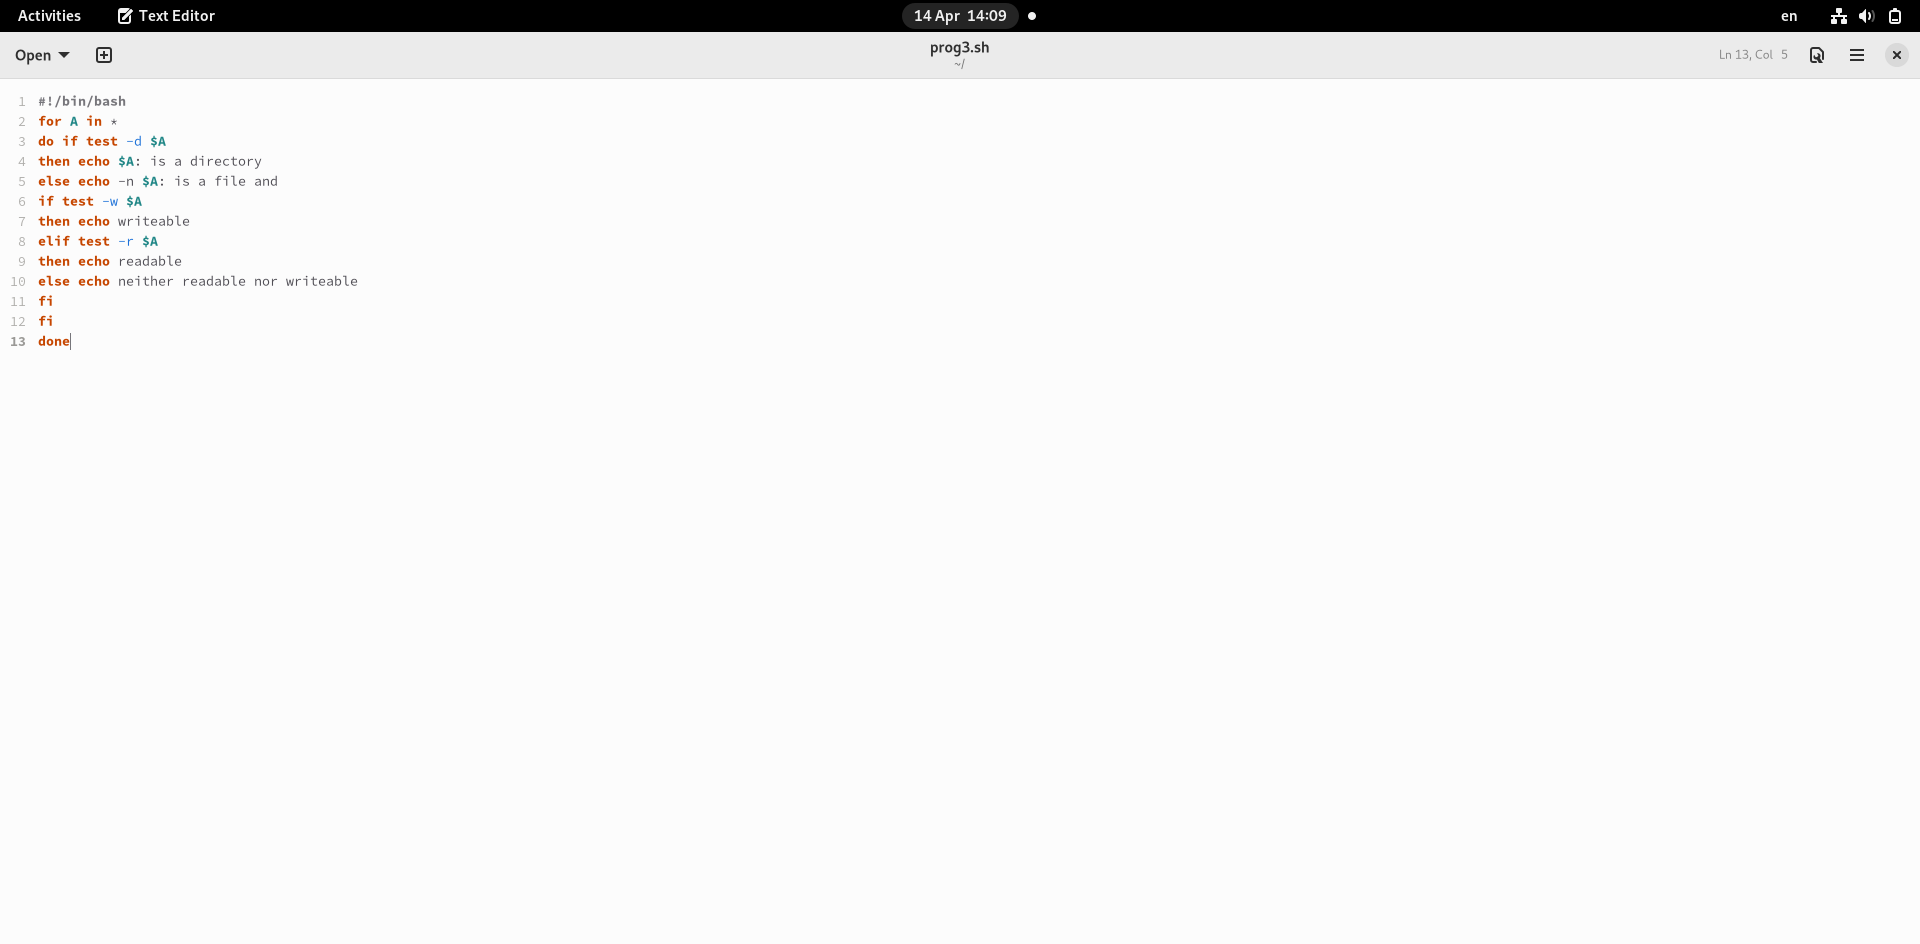 Activities Text Editor 14 Apr 14:09 en
Open prog3.sh Ln 13, Col 5
~/
1 #!/bin/bash
2 for A in *
3 do if test -d $A
4 then echo $A: is a directory
5 else echo -n $A: is a file and
6 if test -w $A
7 then echo writeable
8 elif test -r $A
9 then echo readable
10 else echo neither readable nor writeable
11 fi
12 fi
13 done